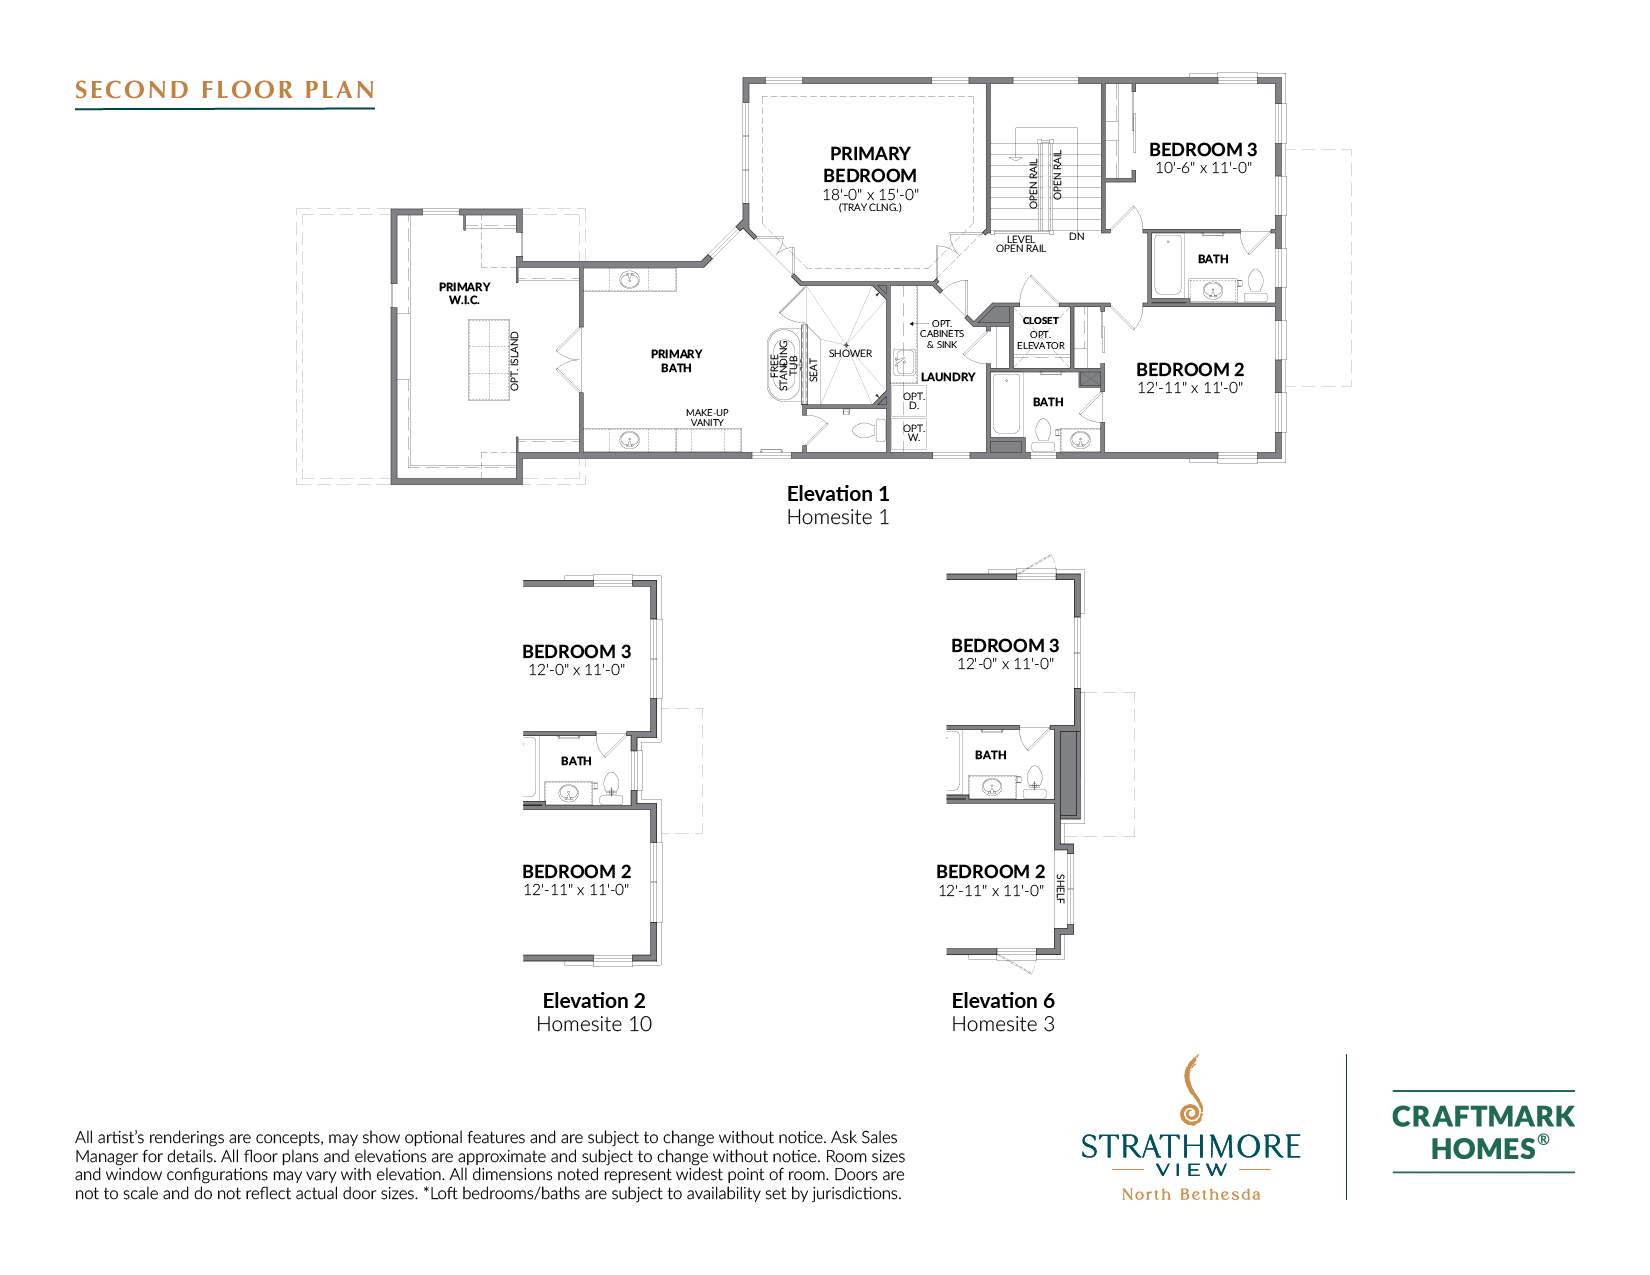 SECOND FLOOR PLAN
PRIMARY
BEDROOM
18'-0" x 15'-0"
(TRAY CLNG.)
OPEN RAIL
OPEN RAIL
LEVEL
OPEN RAIL
DN
BEDROOM 3
10'-6" x 11'-0"
BATH
PRIMARY
W.I.C.
OPT. ISLAND
PRIMARY
BATH
FREE
STANDING
TUB
SEAT
SHOWER
MAKE-UP
VANITY
OPT.
CABINETS
& SINK
LAUNDRY
OPT.
D.
OPT.
W.
CLOSET
OPT.
ELEVATOR
BATH
BEDROOM 2
12'-11" x 11'-0"
Elevation 1
Homesite 1
BEDROOM 3
12'-0" x 11'-0"
BATH
BEDROOM 2
12'-11" x 11'-0"
Elevation 2
Homesite 10
BEDROOM 3
12'-0" x 11'-0"
BATH
BEDROOM 2
12'-11" x 11'-0"
SHELF
Elevation 6
Homesite 3
All artist's renderings are concepts, may show optional features and are subject to change without notice. Ask Sales
Manager for details. All floor plans and elevations are approximate and subject to change without notice. Room sizes
and window configurations may vary with elevation. All dimensions noted represent widest point of room. Doors are
not to scale and do not reflect actual door sizes. *Loft bedrooms/baths are subject to availability set by jurisdictions.
STRATHMORE
VIEW
North Bethesda
CRAFTMARK
HOMES®